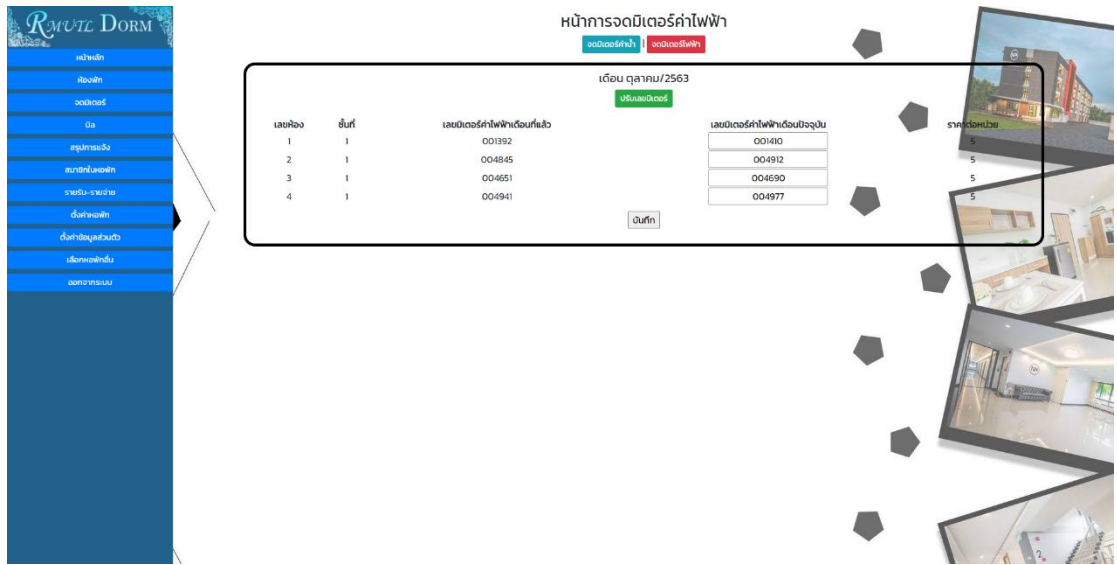 RMUTL DORM
หน้าหลัก
ห้องพัก
จดมิเตอร์
บิล
สรุปการแจ้ง
สมาชิกในหอพัก
รายรับ-รายจ่าย
ตั้งค่าหอพัก
ตั้งค่าข้อมูลส่วนตัว
เลือกหอพักอื่น
ออกจากระบบ
หน้าการจดมิเตอร์ค่าไฟฟ้า
จดมิเตอร์ค่าน้ำ | จดมิเตอร์ไฟฟ้า
เดือน ตุลาคม/2563
ปรับเลขมิเตอร์
เลขห้อง ชั้นที่ เลขมิเตอร์ค่าไฟฟ้าเดือนที่แล้ว เลขมิเตอร์ค่าไฟฟ้าเดือนปัจจุบัน ราคาต่อหน่วย
1 1 001392 001410 5
2 1 004845 004912 5
3 1 004651 004690 5
4 1 004941 004977 5
บันทึก